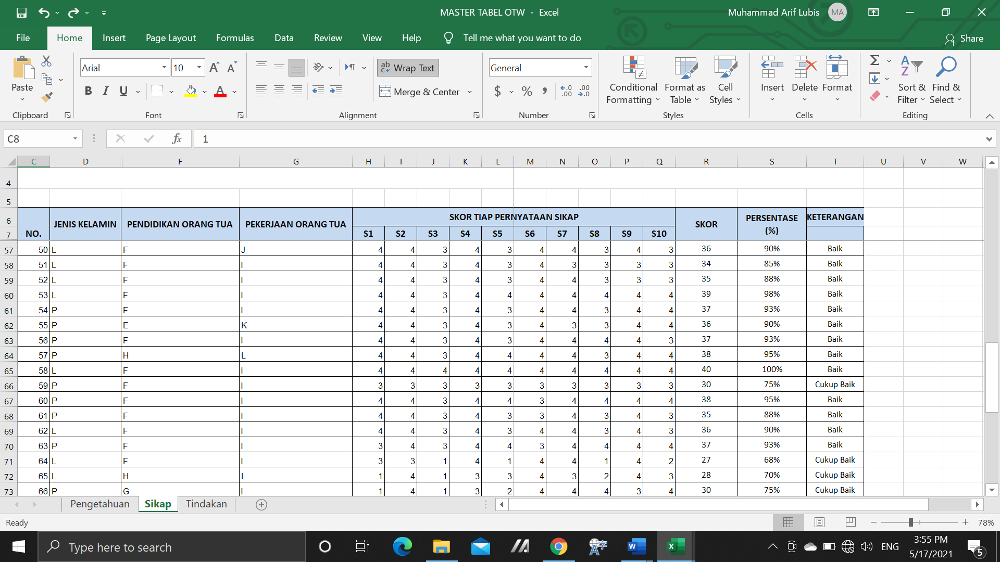 MASTER TABEL OTW - Excel
Muhammad Arif Lubis MA
File Home Insert Page Layout Formulas Data Review View Help Tell me what you want to do Share
Arial 10 Wrap Text General
Paste Merge & Center $ % Conditional Formatting Format as Table Cell Styles Insert Delete Format Sort & Filter Find & Select
B I U
Clipboard Font Alignment Number Styles Cells Editing
C8 fx 1
C D F G H I J K L M N O P Q R S T U V W
4
5
6 NO. JENIS KELAMIN PENDIDIKAN ORANG TUA PEKERJAAN ORANG TUA SKOR TIAP PERNYATAAN SIKAP SKOR PERSENTASE (%) KETERANGAN
7 S1 S2 S3 S4 S5 S6 S7 S8 S9 S10
57 50 L F J 4 4 3 4 3 4 4 3 4 3 36 90% Baik
58 51 L F I 4 4 3 4 3 4 3 3 3 3 34 85% Baik
59 52 L F I 4 4 3 4 3 4 4 3 3 3 35 88% Baik
60 53 L F I 4 4 3 4 4 4 4 4 4 4 39 98% Baik
61 54 P F I 4 4 3 4 3 4 4 3 4 4 37 93% Baik
62 55 P E K 4 4 3 4 3 4 3 3 4 4 36 90% Baik
63 56 P F I 4 4 3 4 3 4 4 4 4 3 37 93% Baik
64 57 P H L 4 4 3 4 4 4 4 3 4 4 38 95% Baik
65 58 L F I 4 4 4 4 4 4 4 4 4 4 40 100% Baik
66 59 P F I 3 3 3 3 3 3 3 3 3 3 30 75% Cukup Baik
67 60 P F I 4 4 3 4 4 3 4 4 4 4 38 95% Baik
68 61 P F I 4 4 3 4 3 3 4 3 4 3 35 88% Baik
69 62 L F I 4 4 3 4 3 4 4 3 4 3 36 90% Baik
70 63 P F I 3 4 3 4 4 3 4 4 4 4 37 93% Baik
71 64 L F I 3 3 1 4 1 4 4 1 4 2 27 68% Cukup Baik
72 65 L H L 1 4 1 3 3 4 3 2 4 3 28 70% Cukup Baik
73 66 P G I 1 4 1 3 2 4 4 4 3 4 30 75% Cukup Baik
Pengetahuan Sikap Tindakan
Ready 78%
Type here to search
ENG
3:55 PM
5/17/2021
5